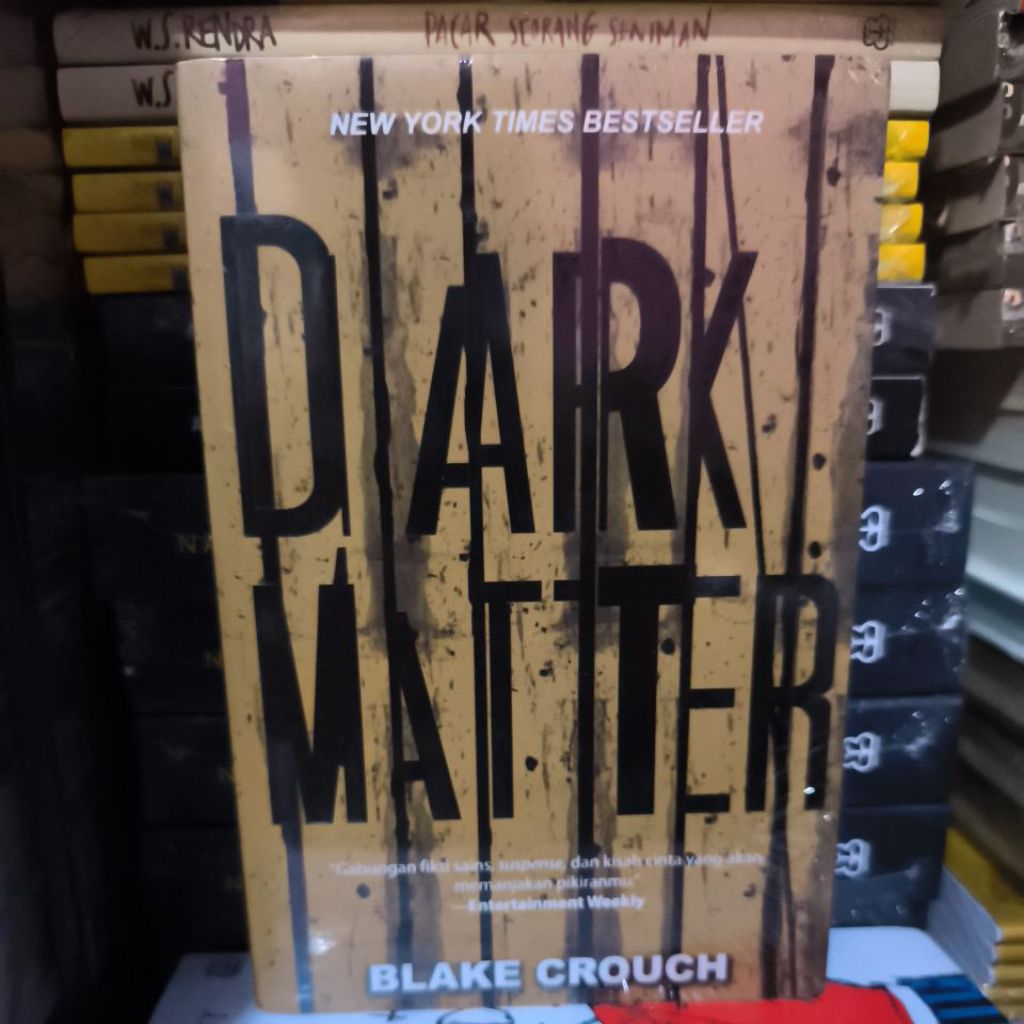 W.S. RENDRA PACAR SEORANG SENIMAN
W.S
NEW YORK TIMES BESTSELLER
DARK
MATTER
"Gabungan fiksi sains, suspense, dan kisah cinta yang akan
memanjakan pikiranmu."
—Entertainment Weekly
BLAKE CROUCH